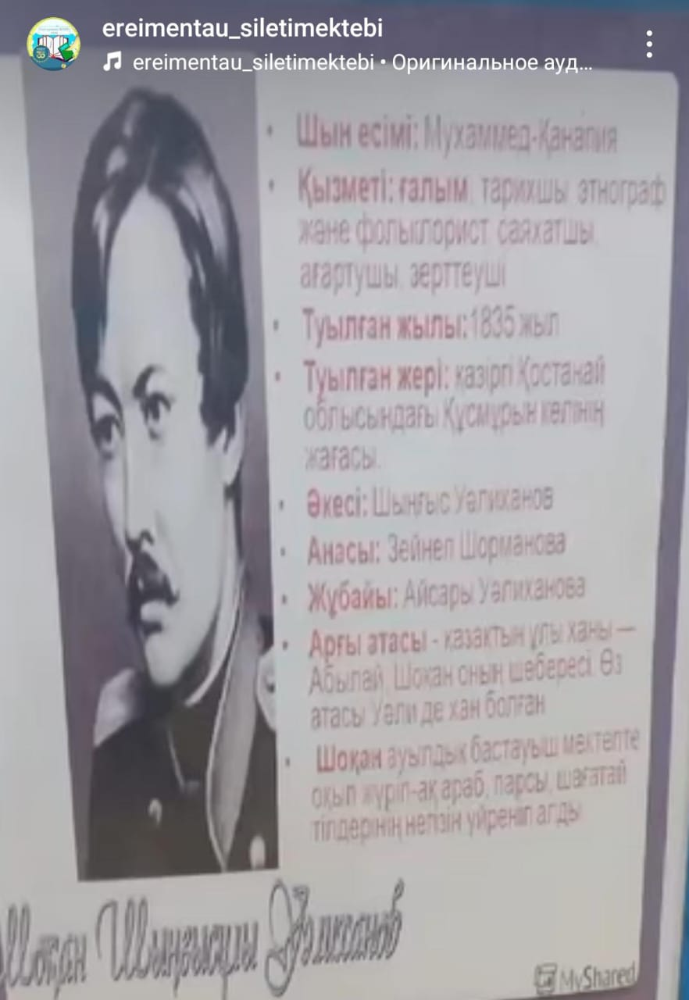 ereimentau_siletimektebi
ereimentau_siletimektebi • Оригинальное ауд...
• Шын есімі: Мухаммед-Қанапия
• Қызметі: ғалым, тарихшы, этнограф
және фольклорист, саяхатшы,
ағартушы, зерттеуші
• Туылған жылы: 1835 жыл
• Туылған жері: қазіргі Қостанай
облысындағы Құсмұрын көлінің
жағасы.
• Әкесі: Шыңғыс Уәлиханов
• Анасы: Зейнеп Шорманова
• Жұбайы: Айсары Уәлиханова
• Арғы атасы - қазақтың ұлы ханы —
Абылай, Шоқан оның шөбересі. Өз
атасы Уәли де хан болған
• Шоқан ауылдық бастауыш мектепте
оқып жүріп-ақ араб, парсы, шағатай
тілдерінің негізін үйреніп алды
Шоқан Шыңғысұлы Уәлиханов
MyShared